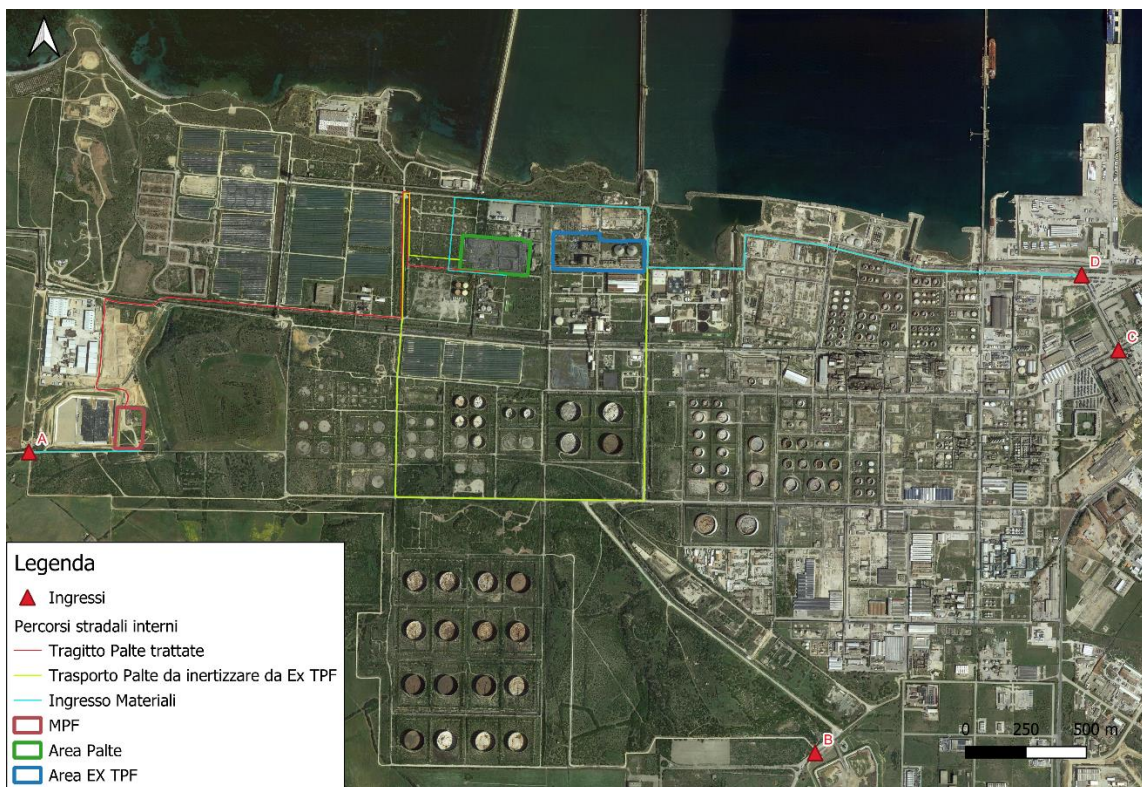 A
D
C
B
Legenda
Ingressi
Percorsi stradali interni
Tragitto Palte trattate
Trasporto Palte da inertizzare da Ex TPF
Ingresso Materiali
MPF
Area Palte
Area EX TPF
0 250 500 m